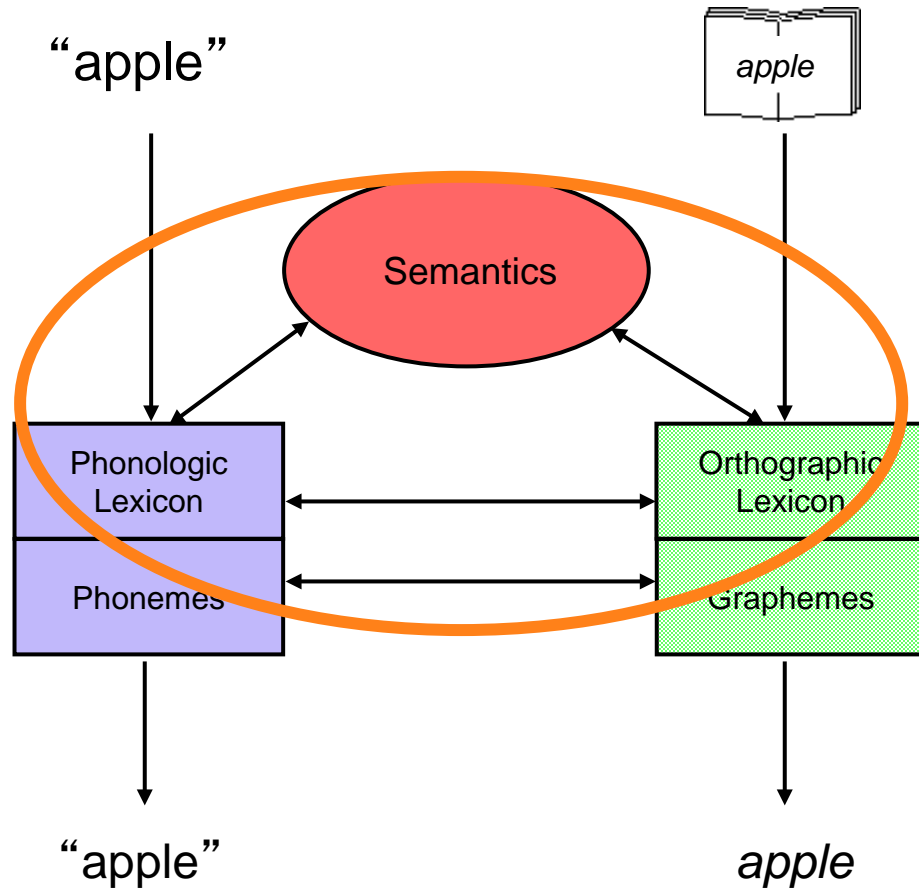 “apple”
apple
Semantics
Phonologic
Lexicon
Orthographic
Lexicon
Phonemes
Graphemes
“apple”
apple